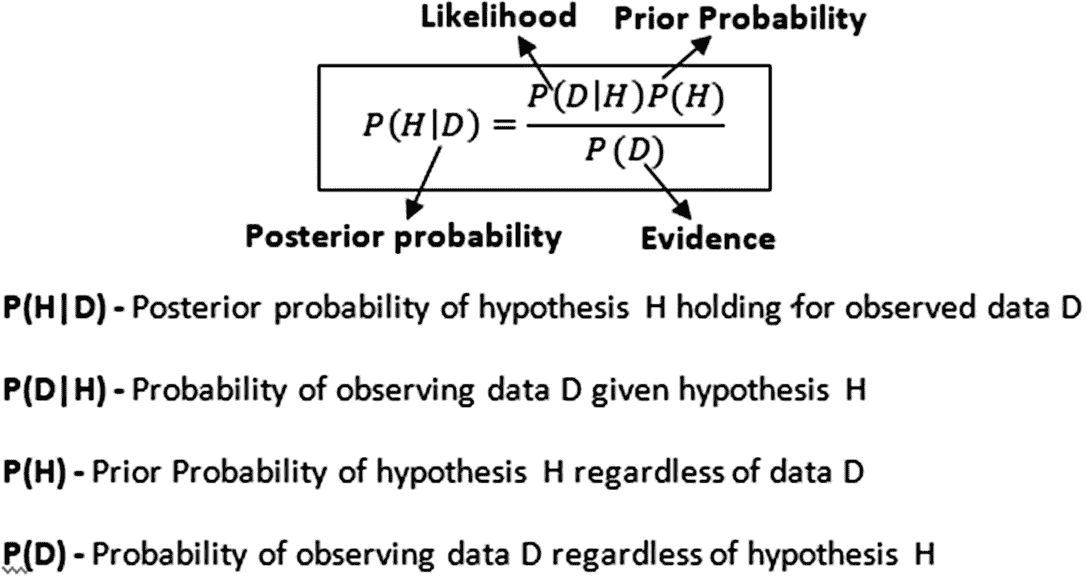 Likelihood Prior Probability
P(H|D) = P(D|H)P(H) / P(D)
Posterior probability Evidence
P(H|D) - Posterior probability of hypothesis H holding for observed data D
P(D|H) - Probability of observing data D given hypothesis H
P(H) - Prior Probability of hypothesis H regardless of data D
P(D) - Probability of observing data D regardless of hypothesis H